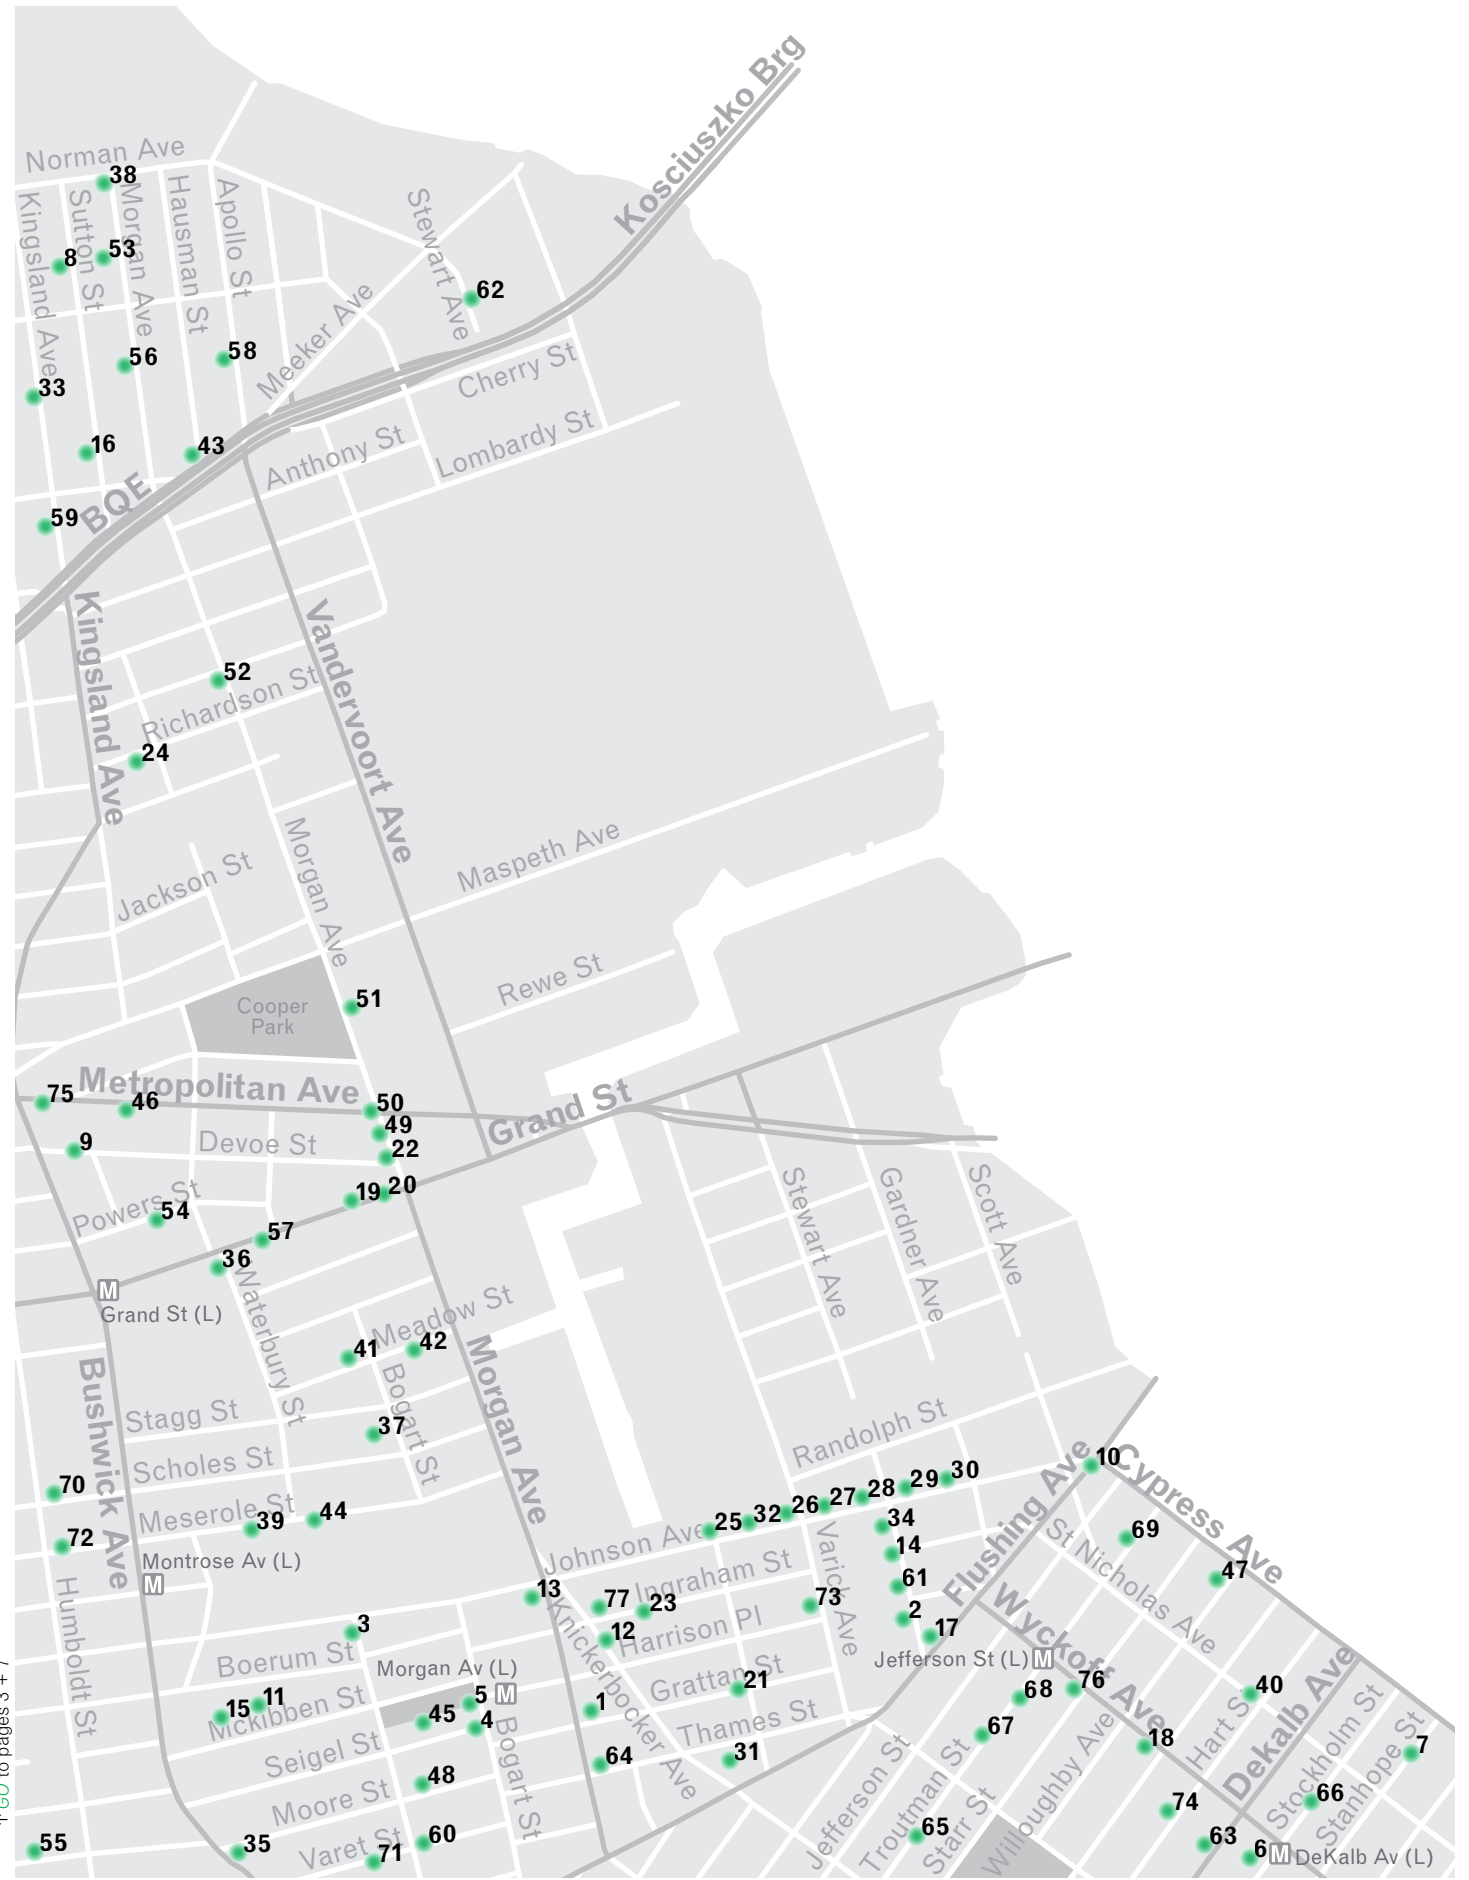 Kosciuszko Brg
Norman Ave
38
Kingsland Ave
Sutton St
Morgan Ave
Hausman St
Apollo St
Stewart Ave
8
53
62
Meeker Ave
56
58
Cherry St
33
16
43
Anthony St
Lombardy St
BQE
59
Kingsland Ave
Vandervoort Ave
52
Richardson St
24
Morgan Ave
Maspeth Ave
Jackson St
Rewe St
51
Cooper
Park
Metropolitan Ave
75
46
50
Grand St
49
9
Devoe St
22
19
20
Powers St
54
57
36
Stewart Ave
Gardner Ave
Scott Ave
M
Grand St (L)
Waterbury St
Meadow St
41
42
Bushwick Ave
Bogart St
Morgan Ave
Stagg St
37
Randolph St
Scholes St
10
Cypress Ave
70
30
29
28
27
26
32
25
Meserole St
39
44
34
69
72
Johnson Ave
14
St Nicholas Ave
Montrose Av (L)
M
Flushing Ave
47
13
Ingraham St
61
Varick Ave
77
23
73
2
Wyckoff Ave
Humboldt St
3
12
Harrison Pl
17
Knickerbocker Ave
Boerum St
Jefferson St (L)
M
Morgan Av (L)
M
Grattan St
21
68
76
40
15
11
Mckibben St
5
45
4
1
Thames St
67
18
Hart S
Dekalb Ave
Stockholm St
Stanhope St
7
Seigel St
Bogart St
64
31
Jefferson St
Troutman St
Starr St
Willoughby Ave
48
Moore St
74
66
55
35
Varet St
71
60
65
63
6
M
DeKalb Av (L)
GO to pages 3 + 7